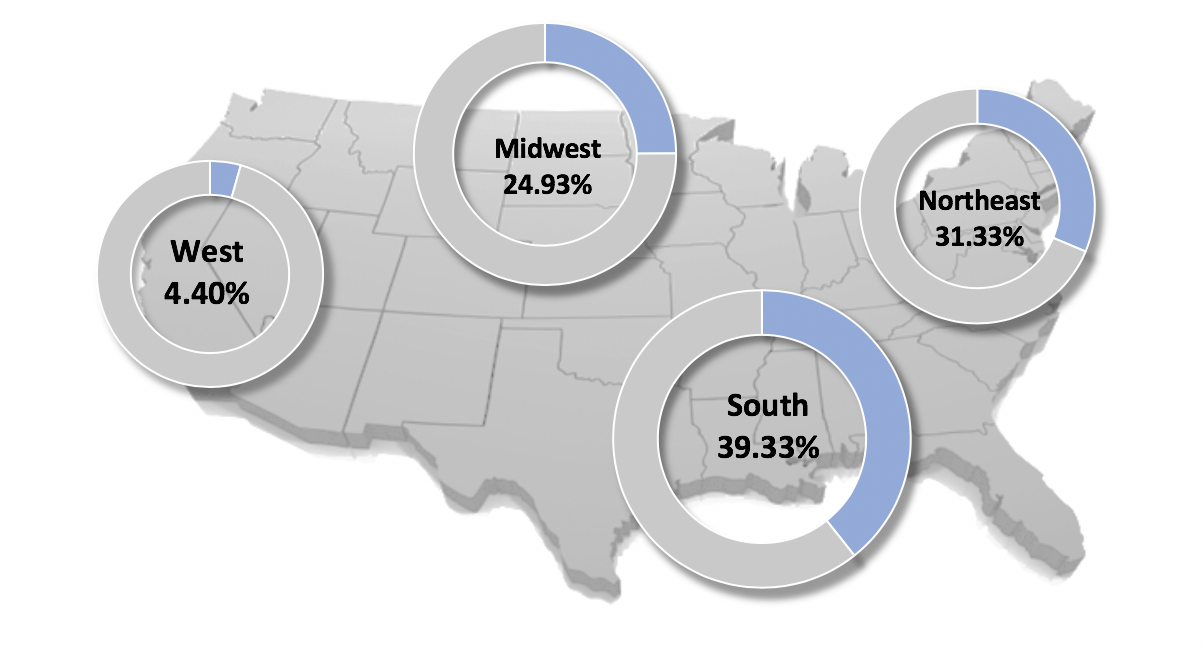 Midwest
24.93%
Northeast
31.33%
West
4.40%
South
39.33%